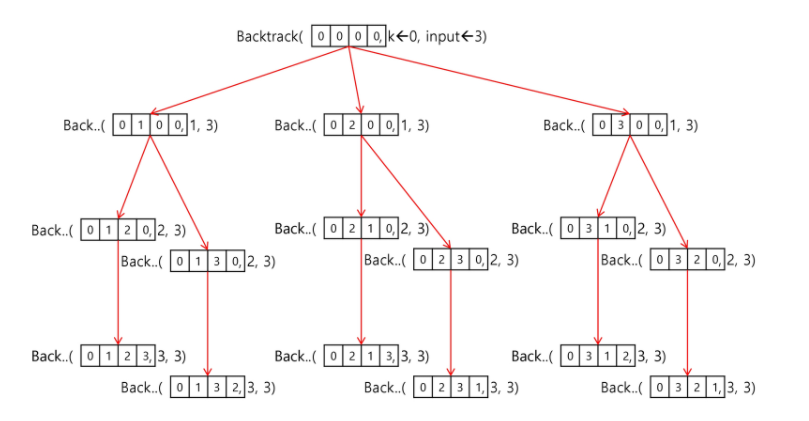 Backtrack( 0 0 0 0, k←0, input←3)
Back..( 0 1 0 0, 1, 3)
Back..( 0 2 0 0, 1, 3)
Back..( 0 3 0 0, 1, 3)
Back..( 0 1 2 0, 2, 3)
Back..( 0 2 1 0, 2, 3)
Back..( 0 3 1 0, 2, 3)
Back..( 0 1 3 0, 2, 3)
Back..( 0 2 3 0, 2, 3)
Back..( 0 3 2 0, 2, 3)
Back..( 0 1 2 3, 3, 3)
Back..( 0 2 1 3, 3, 3)
Back..( 0 3 1 2, 3, 3)
Back..( 0 1 3 2, 3, 3)
Back..( 0 2 3 1, 3, 3)
Back..( 0 3 2 1, 3, 3)